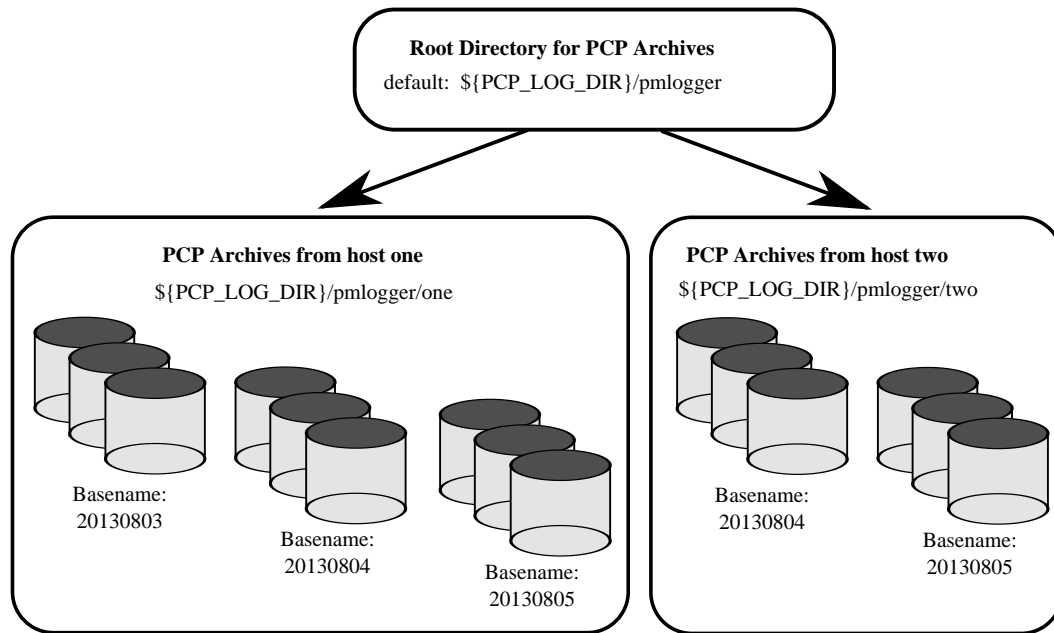 Root Directory for PCP Archives
default: ${PCP_LOG_DIR}/pmlogger
PCP Archives from host one
${PCP_LOG_DIR}/pmlogger/one
Basename:
20130803
Basename:
20130804
Basename:
20130805
PCP Archives from host two
${PCP_LOG_DIR}/pmlogger/two
Basename:
20130804
Basename:
20130805